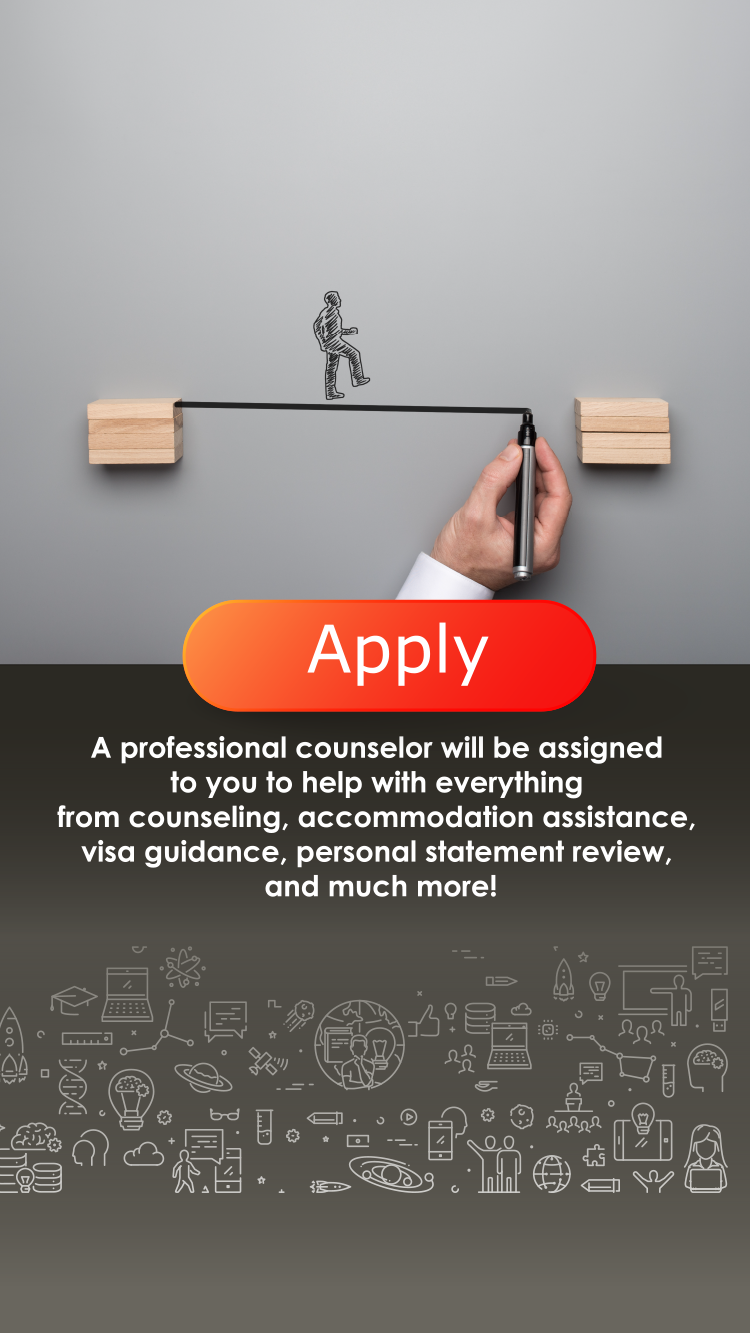 Apply
A professional counselor will be assigned
to you to help with everything
from counseling, accommodation assistance,
visa guidance, personal statement review,
and much more!